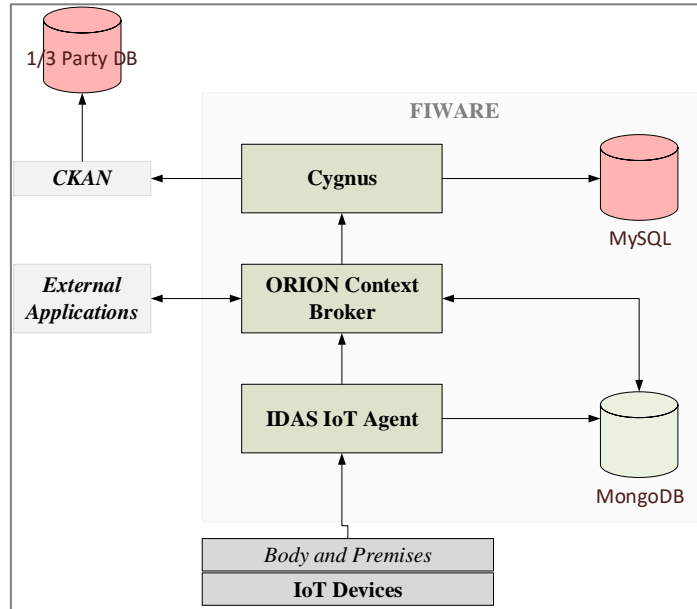 1/3 Party DB
FIWARE
CKAN
Cygnus
MySQL
External
Applications
ORION Context
Broker
IDAS IoT Agent
MongoDB
Body and Premises
IoT Devices